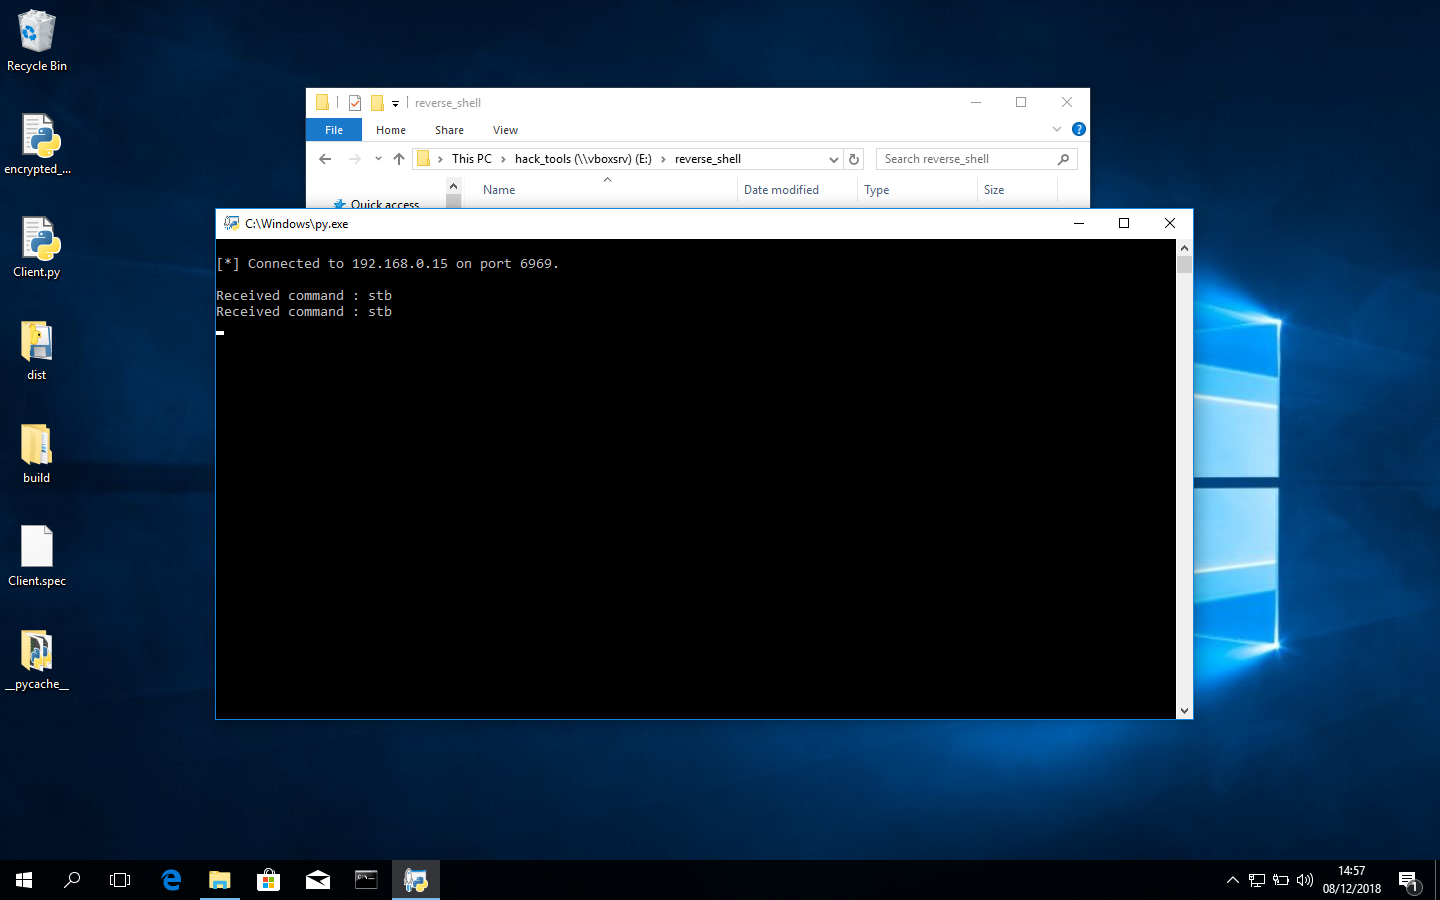 Recycle Bin
encrypted_...
Client.py
dist
build
Client.spec
__pycache__
reverse_shell
File Home Share View
This PC hack_tools (\\vboxsrv) (E:) reverse_shell
Search reverse_shell
Name Date modified Type Size
Quick access
C:\Windows\py.exe
[*] Connected to 192.168.0.15 on port 6969.
Received command : stb
Received command : stb
14:57
08/12/2018
1